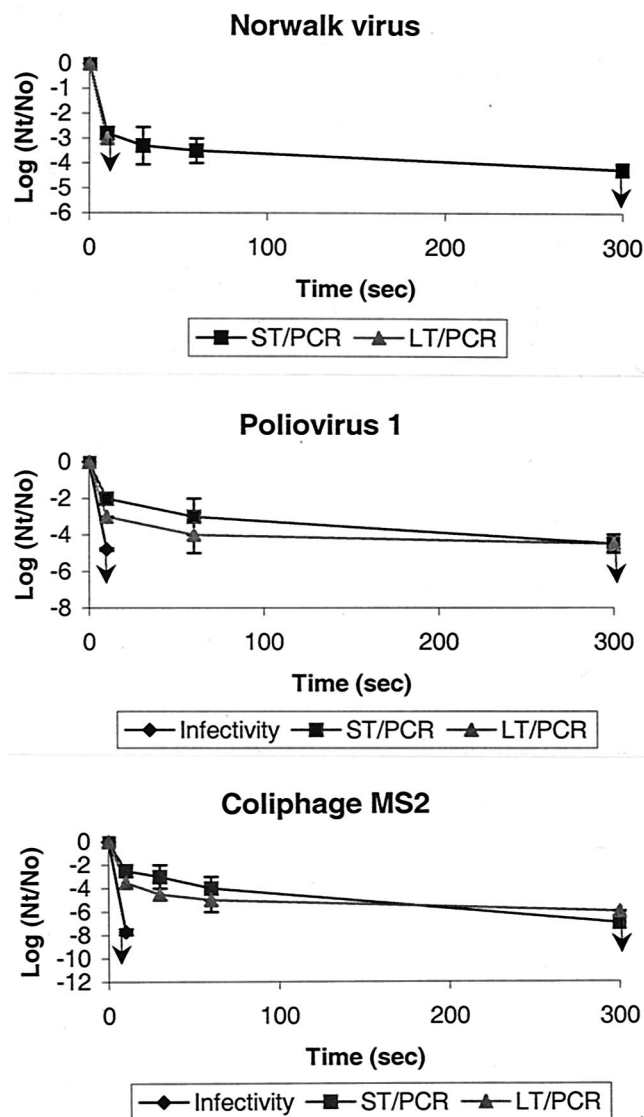 Norwalk virus
Log (Nt/No)
0
-1
-2
-3
-4
-5
-6
0 100 200 300
Time (sec)
ST/PCR LT/PCR
Poliovirus 1
Log (Nt/No)
0
-2
-4
-6
-8
0 100 200 300
Time (sec)
Infectivity ST/PCR LT/PCR
Coliphage MS2
Log (Nt/No)
0
-2
-4
-6
-8
-10
-12
0 100 200 300
Time (sec)
Infectivity ST/PCR LT/PCR